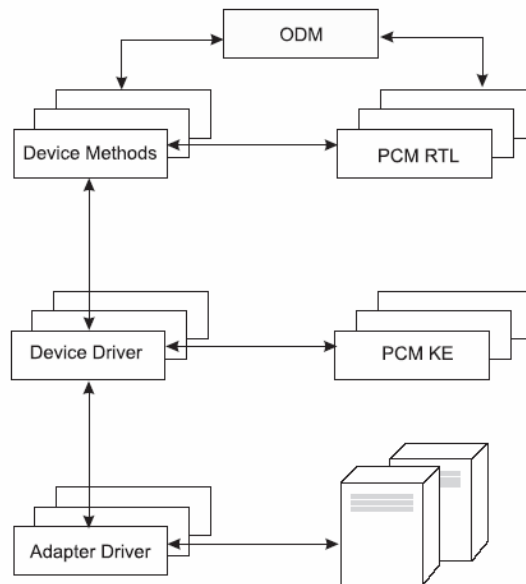 ODM
Device Methods
PCM RTL
Device Driver
PCM KE
Adapter Driver